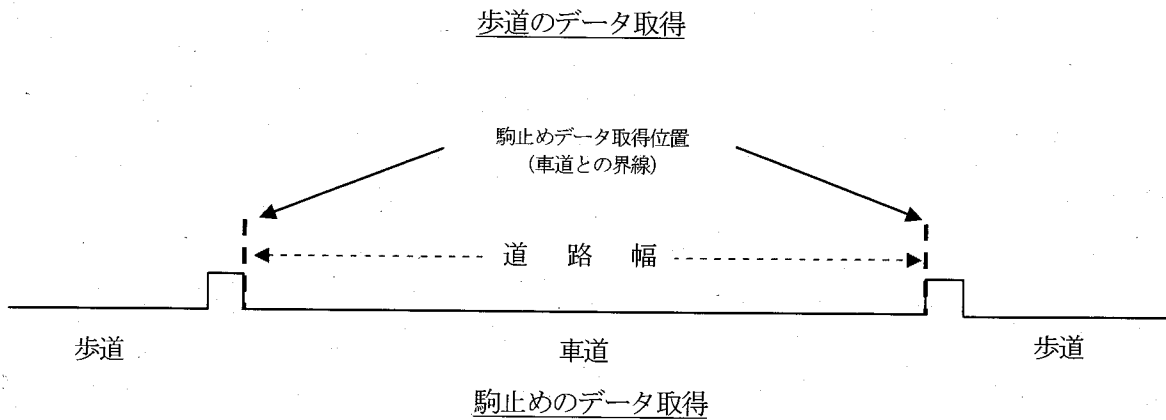 歩道のデータ取得
駒止めデータ取得位置
(車道との界線)
道路幅
歩道
車道
歩道
駒止めのデータ取得